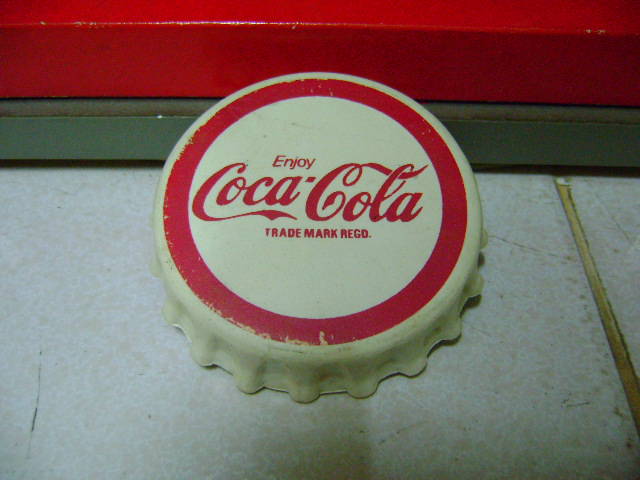 Enjoy
Coca-Cola
TRADE MARK REGD.